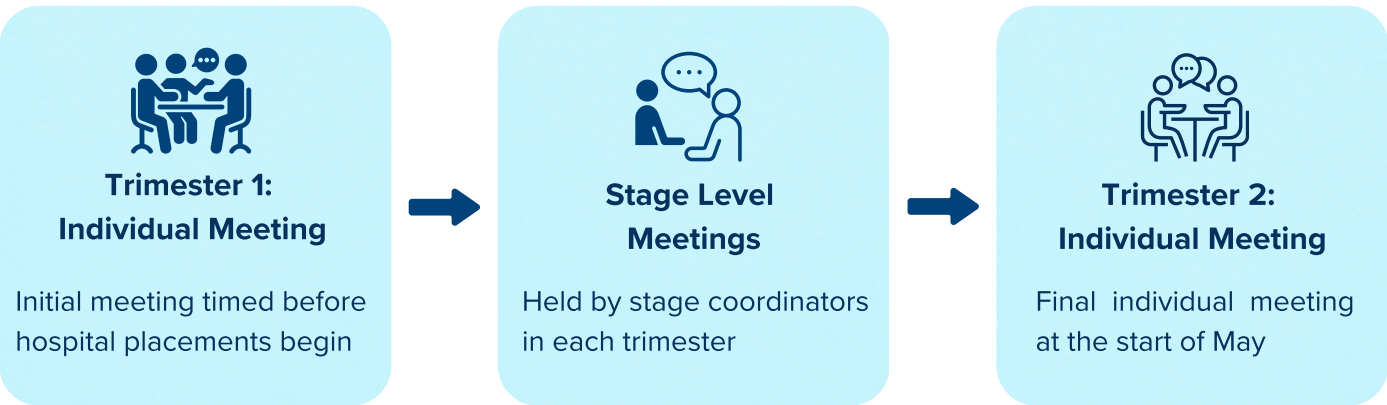 Trimester 1:
Individual Meeting
Initial meeting timed before
hospital placements begin
Stage Level
Meetings
Held by stage coordinators
in each trimester
Trimester 2:
Individual Meeting
Final individual meeting
at the start of May